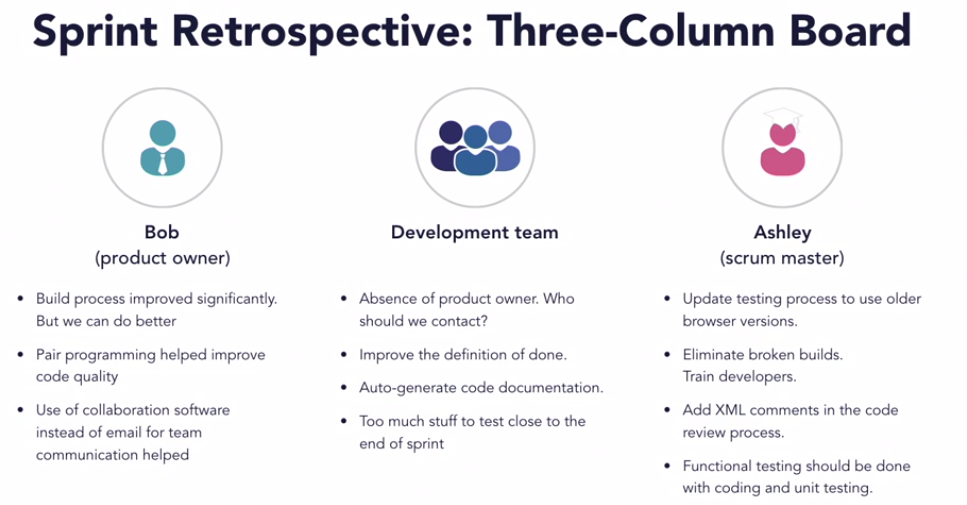 Sprint Retrospective: Three-Column Board
Bob
(product owner)
• Build process improved significantly.
But we can do better
• Pair programming helped improve
code quality
• Use of collaboration software
instead of email for team
communication helped
Development team
• Absence of product owner. Who
should we contact?
• Improve the definition of done.
• Auto-generate code documentation.
• Too much stuff to test close to the
end of sprint
Ashley
(scrum master)
• Update testing process to use older
browser versions.
• Eliminate broken builds.
Train developers.
• Add XML comments in the code
review process.
• Functional testing should be done
with coding and unit testing.